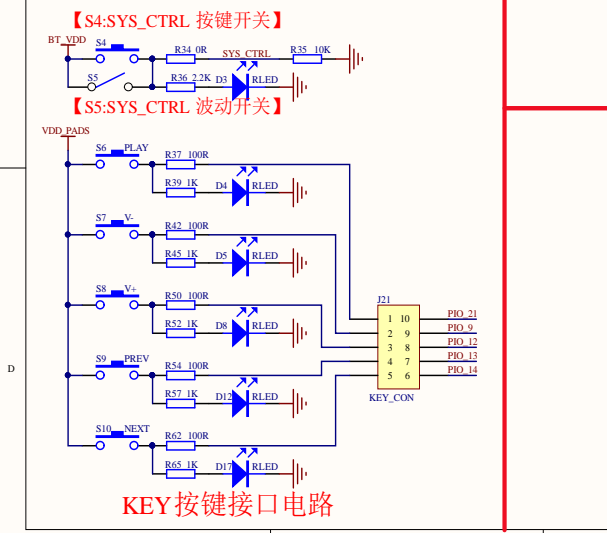 【S4:SYS_CTRL 按键开关】
BT_VDD
S4
R34 0R
SYS_CTRL
R35 10K
S5
R36 2.2K
D3
RLED
【S5:SYS_CTRL 波动开关】
VDD_PADS
S6 PLAY
R37 100R
R39 1K
D4
RLED
S7 V-
R42 100R
R45 1K
D5
RLED
S8 V+
R50 100R
R52 1K
D8
RLED
S9 PREV
R54 100R
R57 1K
D12
RLED
S10 NEXT
R62 100R
R65 1K
D17
RLED
J21
1 10 PIO_21
2 9 PIO_9
3 8 PIO_12
4 7 PIO_13
5 6 PIO_14
KEY_CON
D
KEY按键接口电路